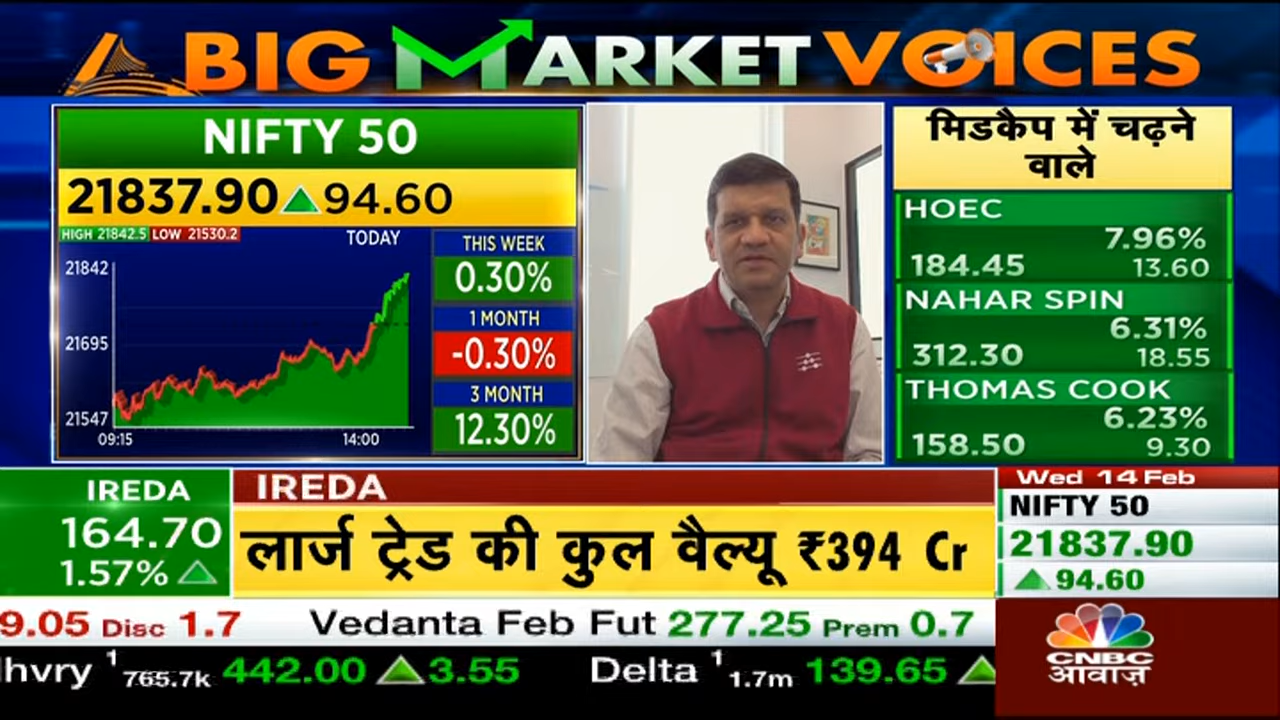 BIG MARKET VOICES
NIFTY 50
21837.90 ▲ 94.60
HIGH 21842.5 LOW 21530.2
TODAY
21842
21695
21547
09:15 14:00
THIS WEEK
0.30%
1 MONTH
-0.30%
3 MONTH
12.30%
मिडकैप में चढ़ने
वाले
HOEC
7.96%
184.45 13.60
NAHAR SPIN
6.31%
312.30 18.55
THOMAS COOK
6.23%
158.50 9.30
IREDA
164.70
1.57% ▲
IREDA
लार्ज ट्रेड की कुल वैल्यू ₹394 Cr
Wed 14 Feb
NIFTY 50
21837.90
▲ 94.60
9.05 Disc 1.7 Vedanta Feb Fut 277.25 Prem 0.7
lhvry ¹ 765.7k 442.00 ▲ 3.55 Delta ¹ 1.7m 139.65 ▲
CNBC
आवाज़